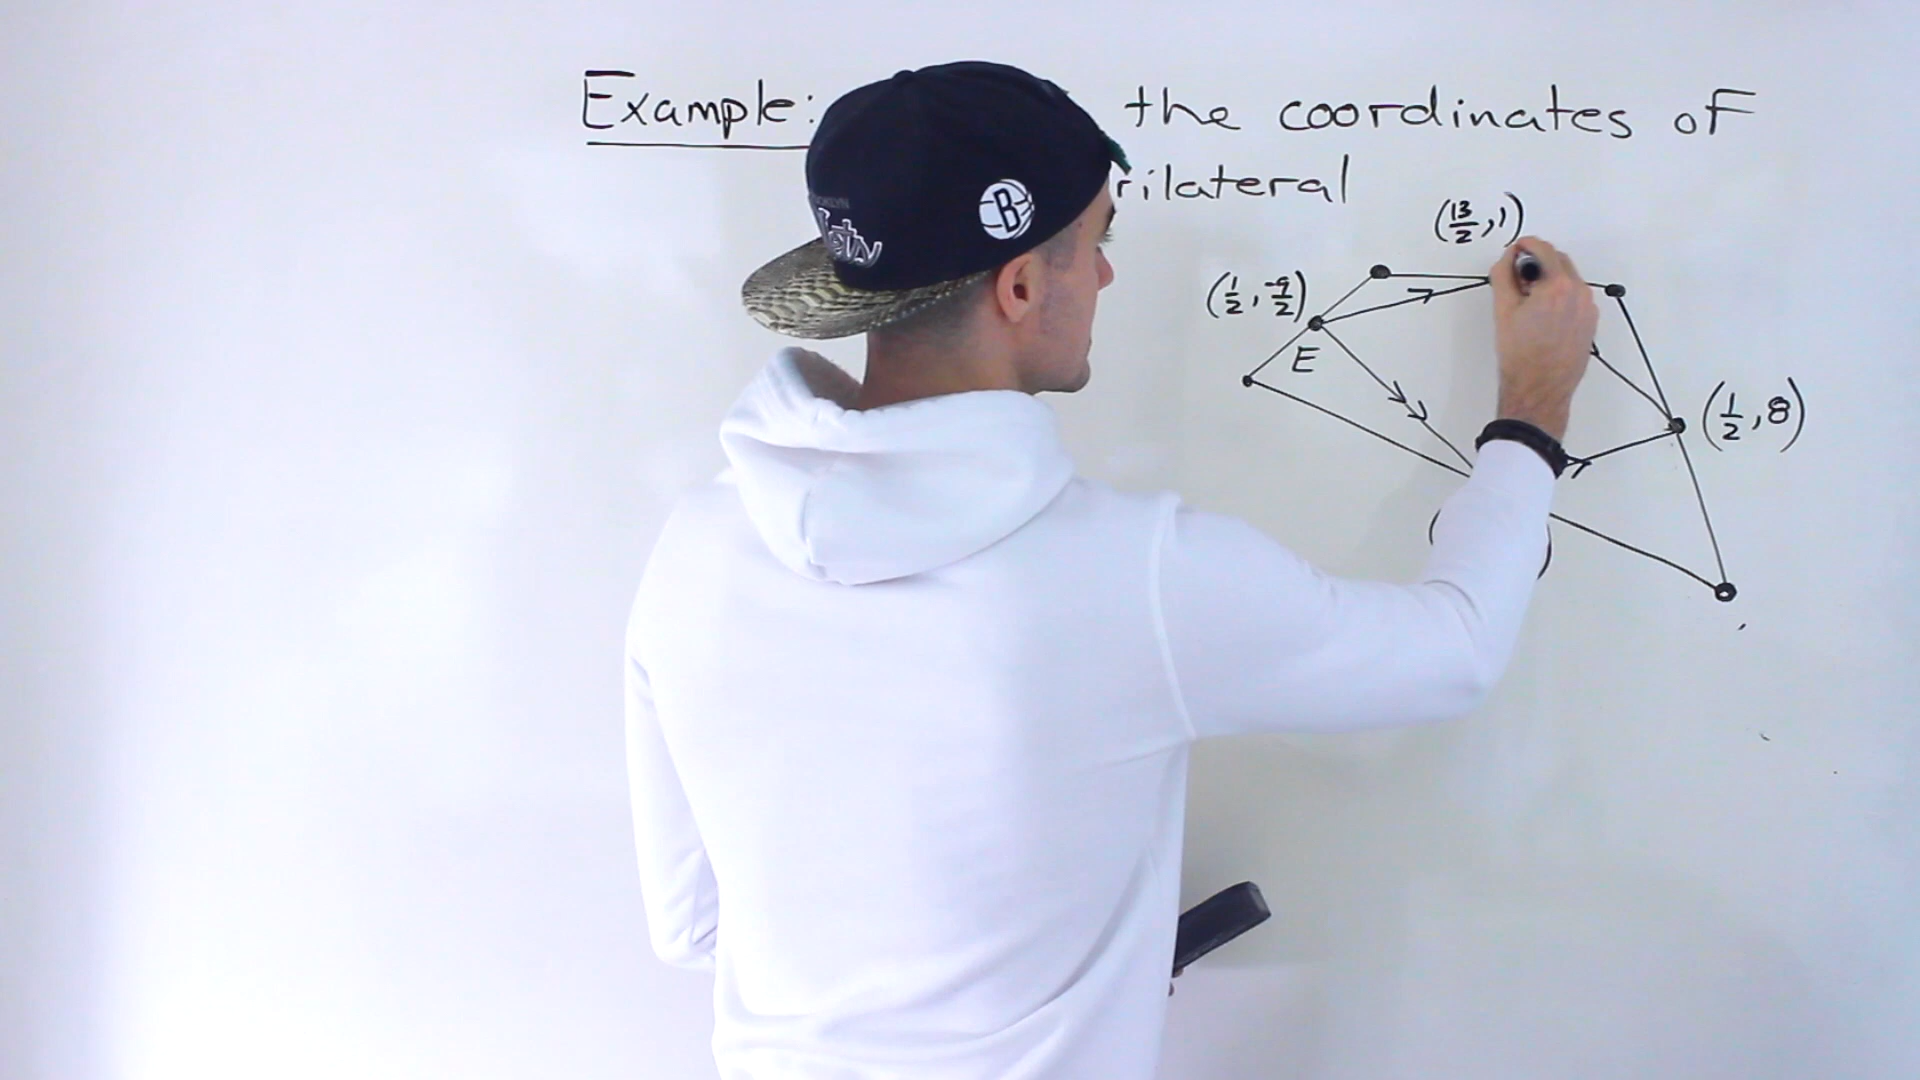 Example: the coordinates of
rilateral
(13/2, 1)
(1/2, -9/2)
E
(1/2, 8)
B